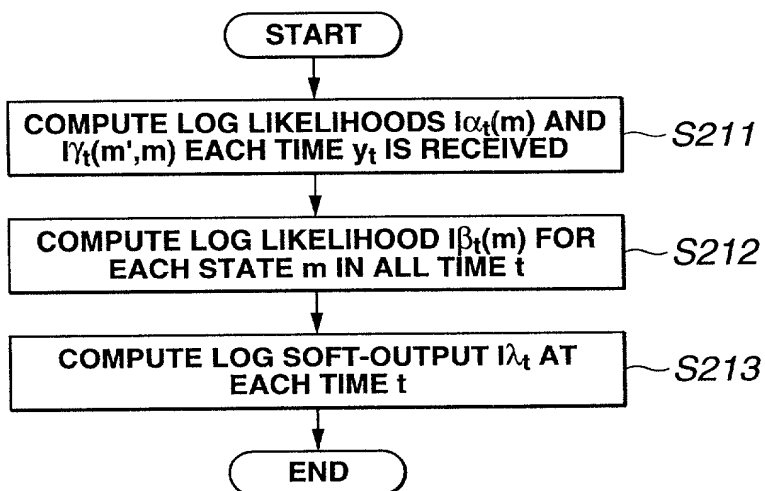 START
COMPUTE LOG LIKELIHOODS Iαt(m) AND
Iγt(m',m) EACH TIME yt IS RECEIVED
S211
COMPUTE LOG LIKELIHOOD Iβt(m) FOR
EACH STATE m IN ALL TIME t
S212
COMPUTE LOG SOFT-OUTPUT Iλt AT
EACH TIME t
S213
END